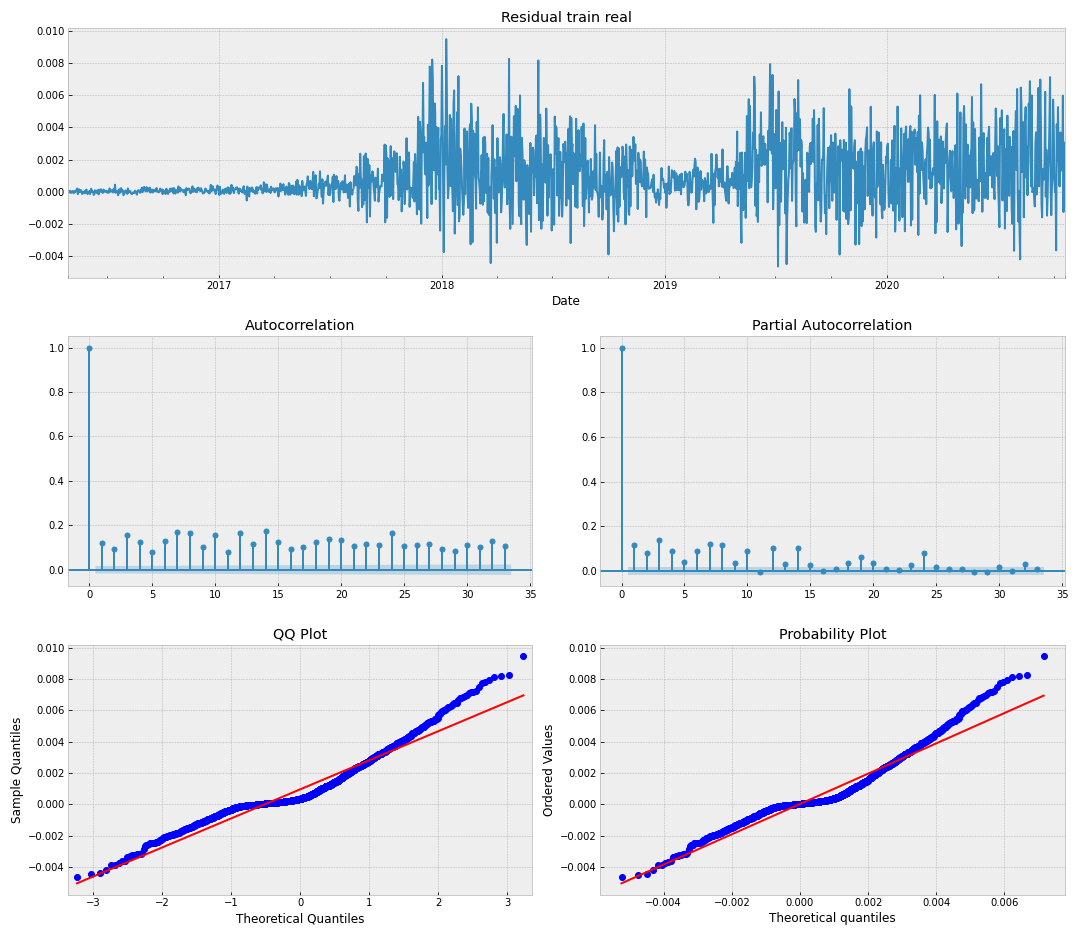 Residual train real
0.010
0.008
0.006
0.004
0.002
0.000
−0.002
−0.004
2017 2018 2019 2020
Date
Autocorrelation
1.0
0.8
0.6
0.4
0.2
0.0
0 5 10 15 20 25 30 35
Partial Autocorrelation
1.0
0.8
0.6
0.4
0.2
0.0
0 5 10 15 20 25 30 35
QQ Plot
Sample Quantiles
0.010
0.008
0.006
0.004
0.002
0.000
−0.002
−0.004
−3 −2 −1 0 1 2 3
Theoretical Quantiles
Probability Plot
Ordered Values
0.010
0.008
0.006
0.004
0.002
0.000
−0.002
−0.004
−0.004 −0.002 0.000 0.002 0.004 0.006
Theoretical quantiles